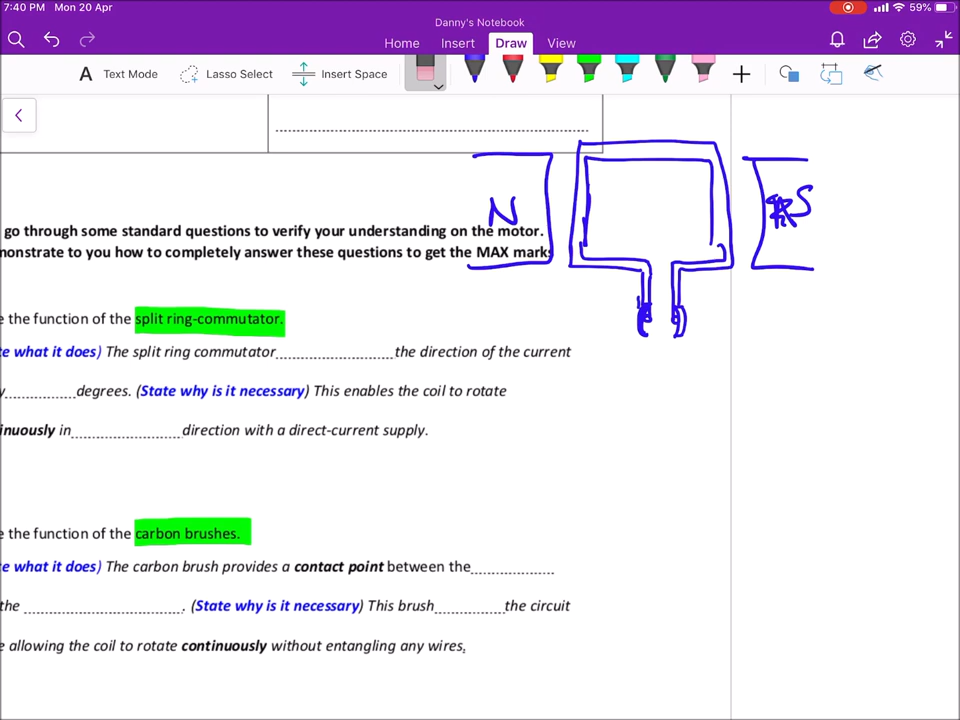 7:40 PM Mon 20 Apr
59%
Danny's Notebook
Home Insert Draw View
A Text Mode Lasso Select Insert Space
N
S
go through some standard questions to verify your understanding on the motor.
monstrate to you how to completely answer these questions to get the MAX marks
e the function of the split ring-commutator.
te what it does) The split ring commutator the direction of the current
y degrees. (State why is it necessary) This enables the coil to rotate
inuously in direction with a direct-current supply.
e the function of the carbon brushes.
te what it does) The carbon brush provides a contact point between the
the . (State why is it necessary) This brush the circuit
e allowing the coil to rotate continuously without entangling any wires.